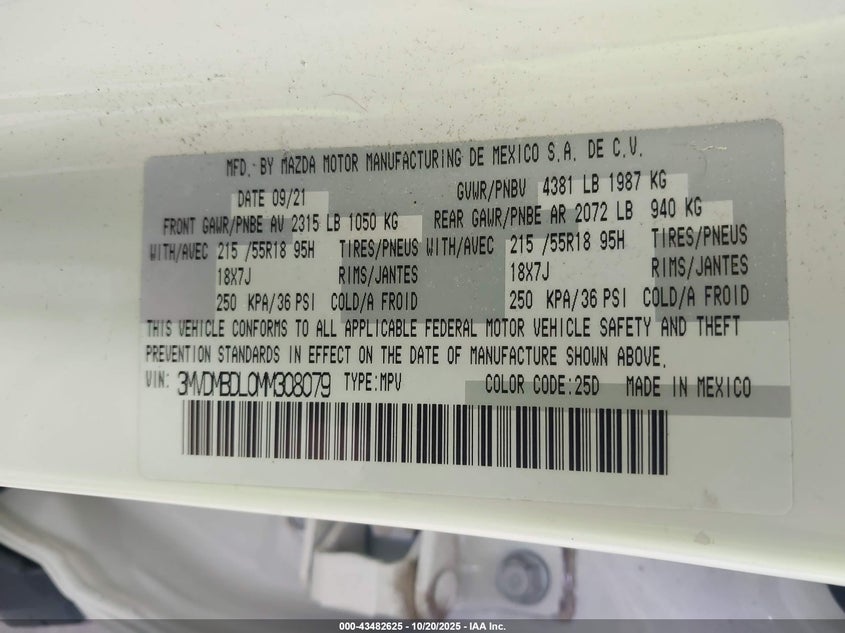 MFD. BY MAZDA MOTOR MANUFACTURING DE MEXICO S.A. DE C.V.
DATE 09/21 GVWR/PNBV 4381 LB 1987 KG
FRONT GAWR/PNBE AV 2315 LB 1050 KG REAR GAWR/PNBE AR 2072 LB 940 KG
WITH/AVEC 215 /55R18 95H TIRES/PNEUS WITH/AVEC 215 /55R18 95H TIRES/PNEUS
18X7J RIMS/JANTES 18X7J RIMS/JANTES
250 KPA/36 PSI COLD/A FROID 250 KPA/36 PSI COLD/A FROID
THIS VEHICLE CONFORMS TO ALL APPLICABLE FEDERAL MOTOR VEHICLE SAFETY AND THEFT
PREVENTION STANDARDS IN EFFECT ON THE DATE OF MANUFACTURE SHOWN ABOVE.
VIN: 3MVDMBDL0MM308079 TYPE:MPV COLOR CODE:25D MADE IN MEXICO
000-43482625 - 10/20/2025 - IAA Inc.